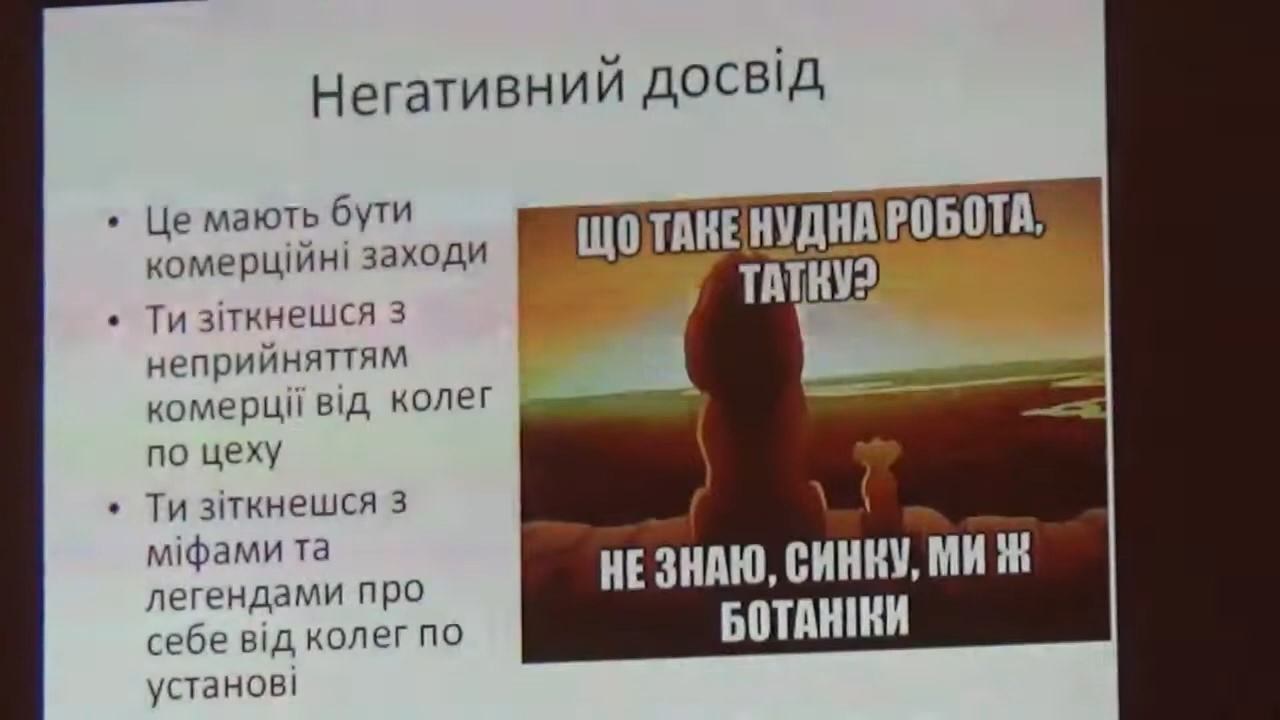 Негативний досвід
• Це мають бути
комерційні заходи
• Ти зіткнешся з
неприйняттям
комерції від колег
по цеху
• Ти зіткнешся з
міфами та
легендами про
себе від колег по
установі
ЩО ТАКЕ НУДНА РОБОТА,
ТАТКУ?
НЕ ЗНАЮ, СИНКУ, МИ Ж
БОТАНІКИ